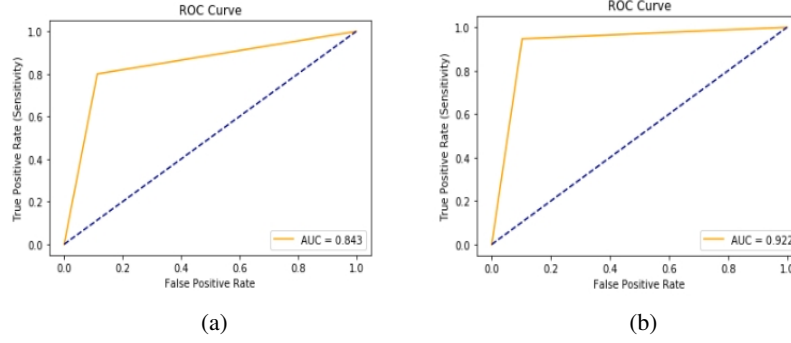 ROC Curve
True Positive Rate (Sensitivity)
1.0
0.8
0.6
0.4
0.2
0.0
0.0 0.2 0.4 0.6 0.8 1.0
False Positive Rate
AUC = 0.843
(a)
ROC Curve
True Positive Rate (Sensitivity)
1.0
0.8
0.6
0.4
0.2
0.0
0.0 0.2 0.4 0.6 0.8 1.0
False Positive Rate
AUC = 0.922
(b)